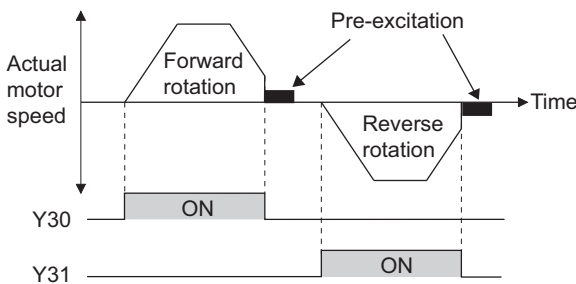 Pre-excitation
Actual
motor
speed
Forward
rotation
Time
Reverse
rotation
Y30
ON
Y31
ON